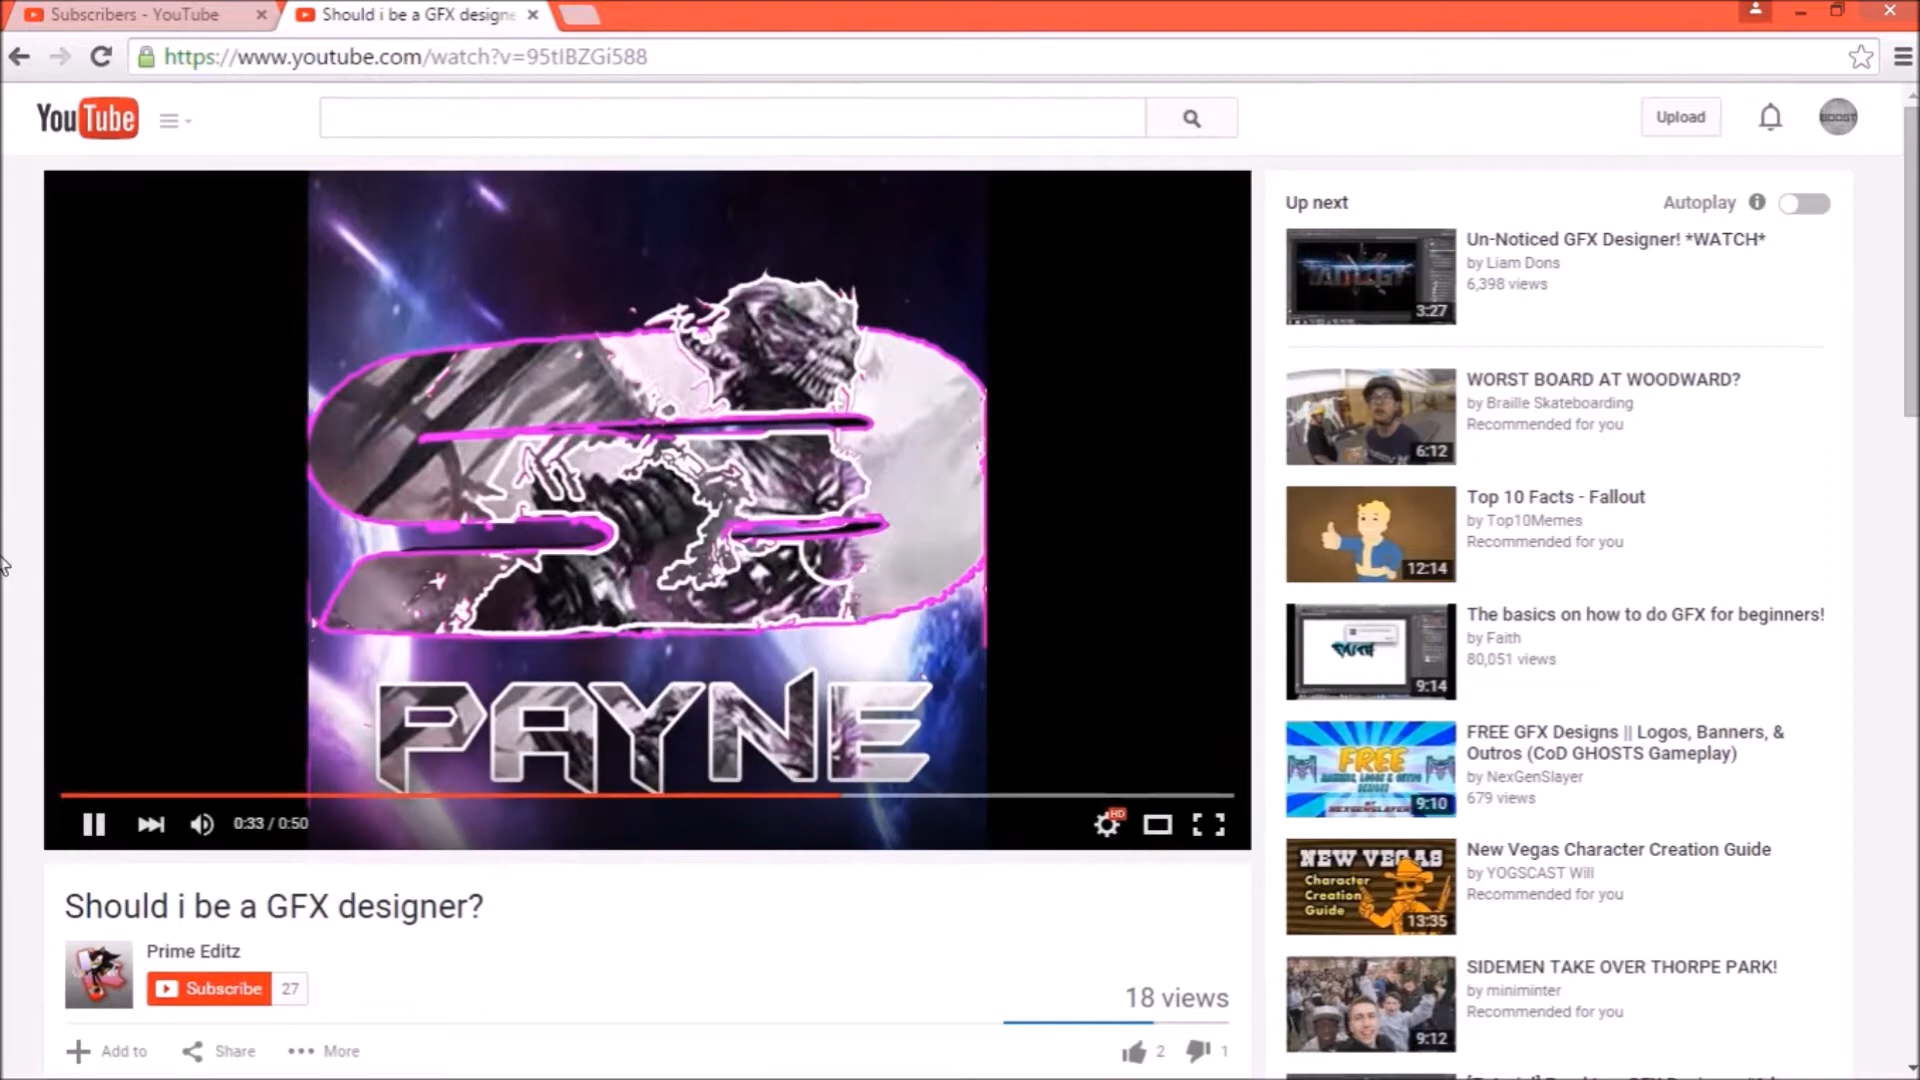 Subscribers - YouTube
Should i be a GFX designe
https://www.youtube.com/watch?v=95tIBZGi588
YouTube
Upload
BOOST
PAYNE
0:33 / 0:50
HD
Should i be a GFX designer?
Prime Editz
Subscribe 27
18 views
Add to Share More
2 1
Up next
Autoplay
Un-Noticed GFX Designer! *WATCH*
by Liam Dons
6,398 views
3:27
WORST BOARD AT WOODWARD?
by Braille Skateboarding
Recommended for you
6:12
Top 10 Facts - Fallout
by Top10Memes
Recommended for you
12:14
The basics on how to do GFX for beginners!
by Faith
80,051 views
9:14
FREE GFX Designs || Logos, Banners, &
Outros (CoD GHOSTS Gameplay)
by NexGenSlayer
679 views
FREE
9:10
New Vegas Character Creation Guide
by YOGSCAST Will
Recommended for you
NEW VEGAS
Character
Creation
Guide
13:35
SIDEMEN TAKE OVER THORPE PARK!
by miniminter
Recommended for you
9:12